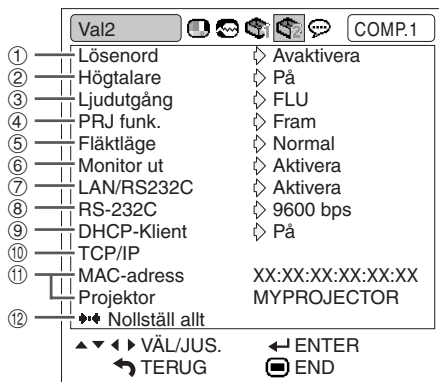 Val2 COMP.1
① Lösenord Avaktivera
② Högtalare På
③ Ljudutgång FLU
④ PRJ funk. Fram
⑤ Fläktläge Normal
⑥ Monitor ut Aktivera
⑦ LAN/RS232C Aktivera
⑧ RS-232C 9600 bps
⑨ DHCP-Klient På
⑩ TCP/IP
⑪ MAC-adress XX:XX:XX:XX:XX:XX
Projektor MYPROJECTOR
⑫ Nollställ allt
VÄL/JUS. ENTER
TERUG END